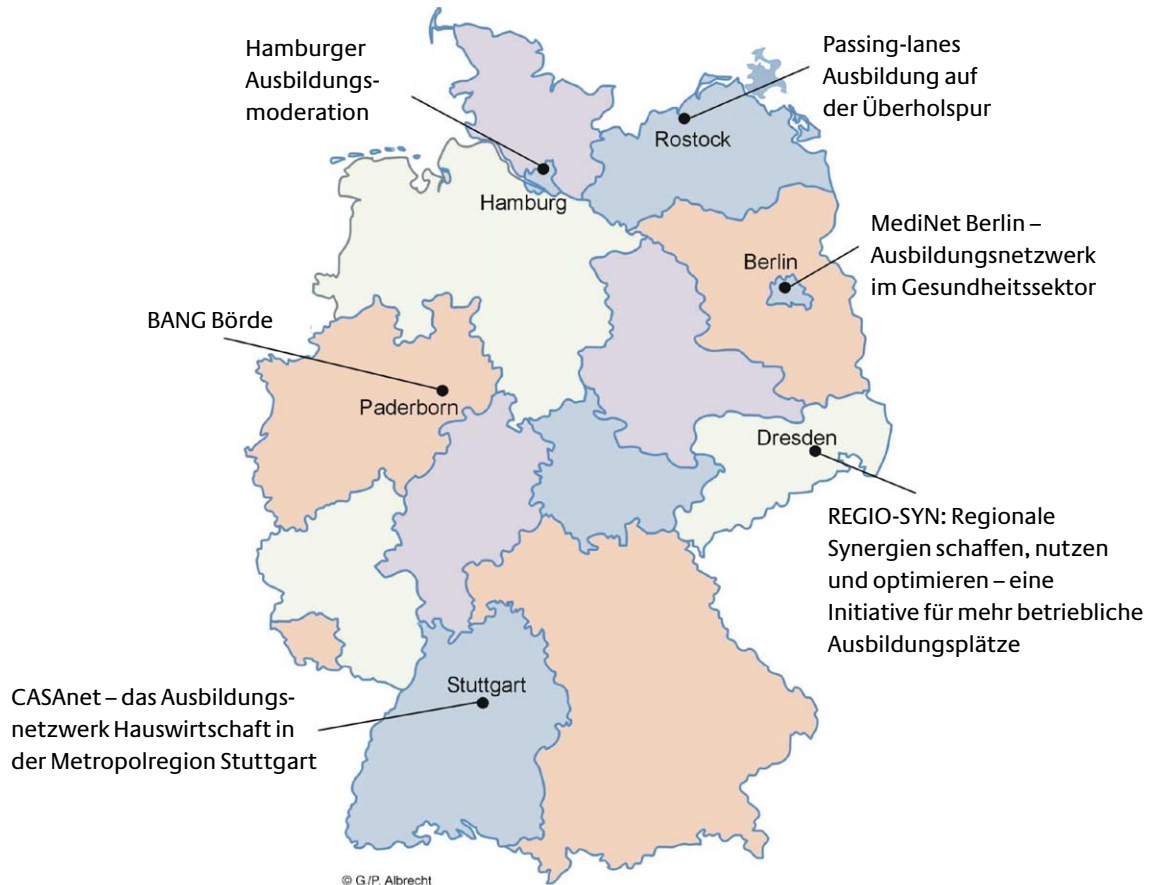 Hamburger
Ausbildungs-
moderation
Passing-lanes
Ausbildung auf
der Überholspur
Rostock
Hamburg
MediNet Berlin –
Ausbildungsnetzwerk
im Gesundheitssektor
Berlin
BANG Börde
Paderborn
Dresden
REGIO-SYN: Regionale
Synergien schaffen, nutzen
und optimieren – eine
Initiative für mehr betriebliche
Ausbildungsplätze
Stuttgart
CASAnet – das Ausbildungs-
netzwerk Hauswirtschaft in
der Metropolregion Stuttgart
© G./P. Albrecht